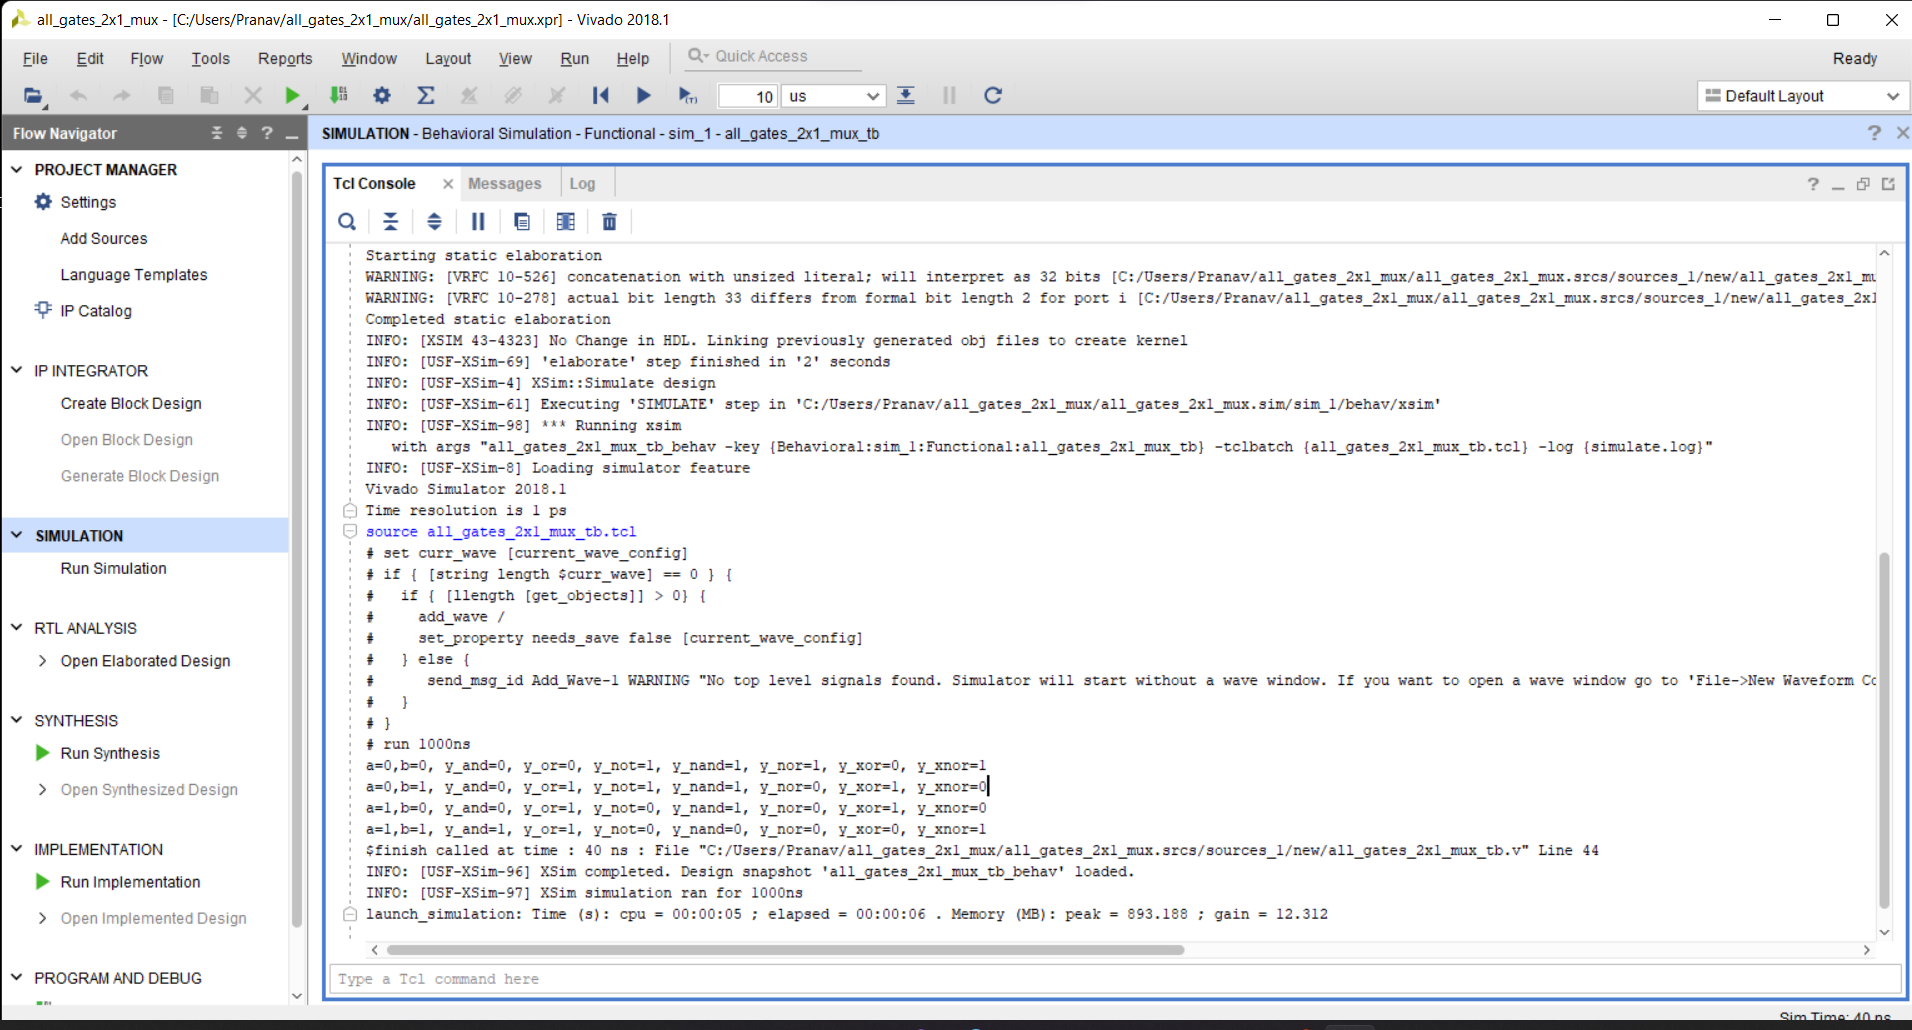 all_gates_2x1_mux - [C:/Users/Pranav/all_gates_2x1_mux/all_gates_2x1_mux.xpr] - Vivado 2018.1
File Edit Flow Tools Reports Window Layout View Run Help Quick Access Ready
10 us Default Layout
Flow Navigator
SIMULATION - Behavioral Simulation - Functional - sim_1 - all_gates_2x1_mux_tb
PROJECT MANAGER
Settings
Add Sources
Language Templates
IP Catalog
IP INTEGRATOR
Create Block Design
Open Block Design
Generate Block Design
SIMULATION
Run Simulation
RTL ANALYSIS
Open Elaborated Design
SYNTHESIS
Run Synthesis
Open Synthesized Design
IMPLEMENTATION
Run Implementation
Open Implemented Design
PROGRAM AND DEBUG
Tcl Console Messages Log
Starting static elaboration
WARNING: [VRFC 10-526] concatenation with unsized literal; will interpret as 32 bits [C:/Users/Pranav/all_gates_2x1_mux/all_gates_2x1_mux.srcs/sources_1/new/all_gates_2x1_mu
WARNING: [VRFC 10-278] actual bit length 33 differs from formal bit length 2 for port i [C:/Users/Pranav/all_gates_2x1_mux/all_gates_2x1_mux.srcs/sources_1/new/all_gates_2x1
Completed static elaboration
INFO: [XSIM 43-4323] No Change in HDL. Linking previously generated obj files to create kernel
INFO: [USF-XSim-69] 'elaborate' step finished in '2' seconds
INFO: [USF-XSim-4] XSim::Simulate design
INFO: [USF-XSim-61] Executing 'SIMULATE' step in 'C:/Users/Pranav/all_gates_2x1_mux/all_gates_2x1_mux.sim/sim_1/behav/xsim'
INFO: [USF-XSim-98] *** Running xsim
with args "all_gates_2x1_mux_tb_behav -key {Behavioral:sim_1:Functional:all_gates_2x1_mux_tb} -tclbatch {all_gates_2x1_mux_tb.tcl} -log {simulate.log}"
INFO: [USF-XSim-8] Loading simulator feature
Vivado Simulator 2018.1
Time resolution is 1 ps
source all_gates_2x1_mux_tb.tcl
# set curr_wave [current_wave_config]
# if { [string length $curr_wave] == 0 } {
#   if { [llength [get_objects]] > 0} {
#     add_wave /
#     set_property needs_save false [current_wave_config]
#   } else {
#      send_msg_id Add_Wave-1 WARNING "No top level signals found. Simulator will start without a wave window. If you want to open a wave window go to 'File->New Waveform Co
#   }
# }
# run 1000ns
a=0,b=0, y_and=0, y_or=0, y_not=1, y_nand=1, y_nor=1, y_xor=0, y_xnor=1
a=0,b=1, y_and=0, y_or=1, y_not=1, y_nand=1, y_nor=0, y_xor=1, y_xnor=0
a=1,b=0, y_and=0, y_or=1, y_not=0, y_nand=1, y_nor=0, y_xor=1, y_xnor=0
a=1,b=1, y_and=1, y_or=1, y_not=0, y_nand=0, y_nor=0, y_xor=0, y_xnor=1
$finish called at time : 40 ns : File "C:/Users/Pranav/all_gates_2x1_mux/all_gates_2x1_mux.srcs/sources_1/new/all_gates_2x1_mux_tb.v" Line 44
INFO: [USF-XSim-96] XSim completed. Design snapshot 'all_gates_2x1_mux_tb_behav' loaded.
INFO: [USF-XSim-97] XSim simulation ran for 1000ns
launch_simulation: Time (s): cpu = 00:00:05 ; elapsed = 00:00:06 . Memory (MB): peak = 893.188 ; gain = 12.312
Type a Tcl command here
Sim Time: 40 ns